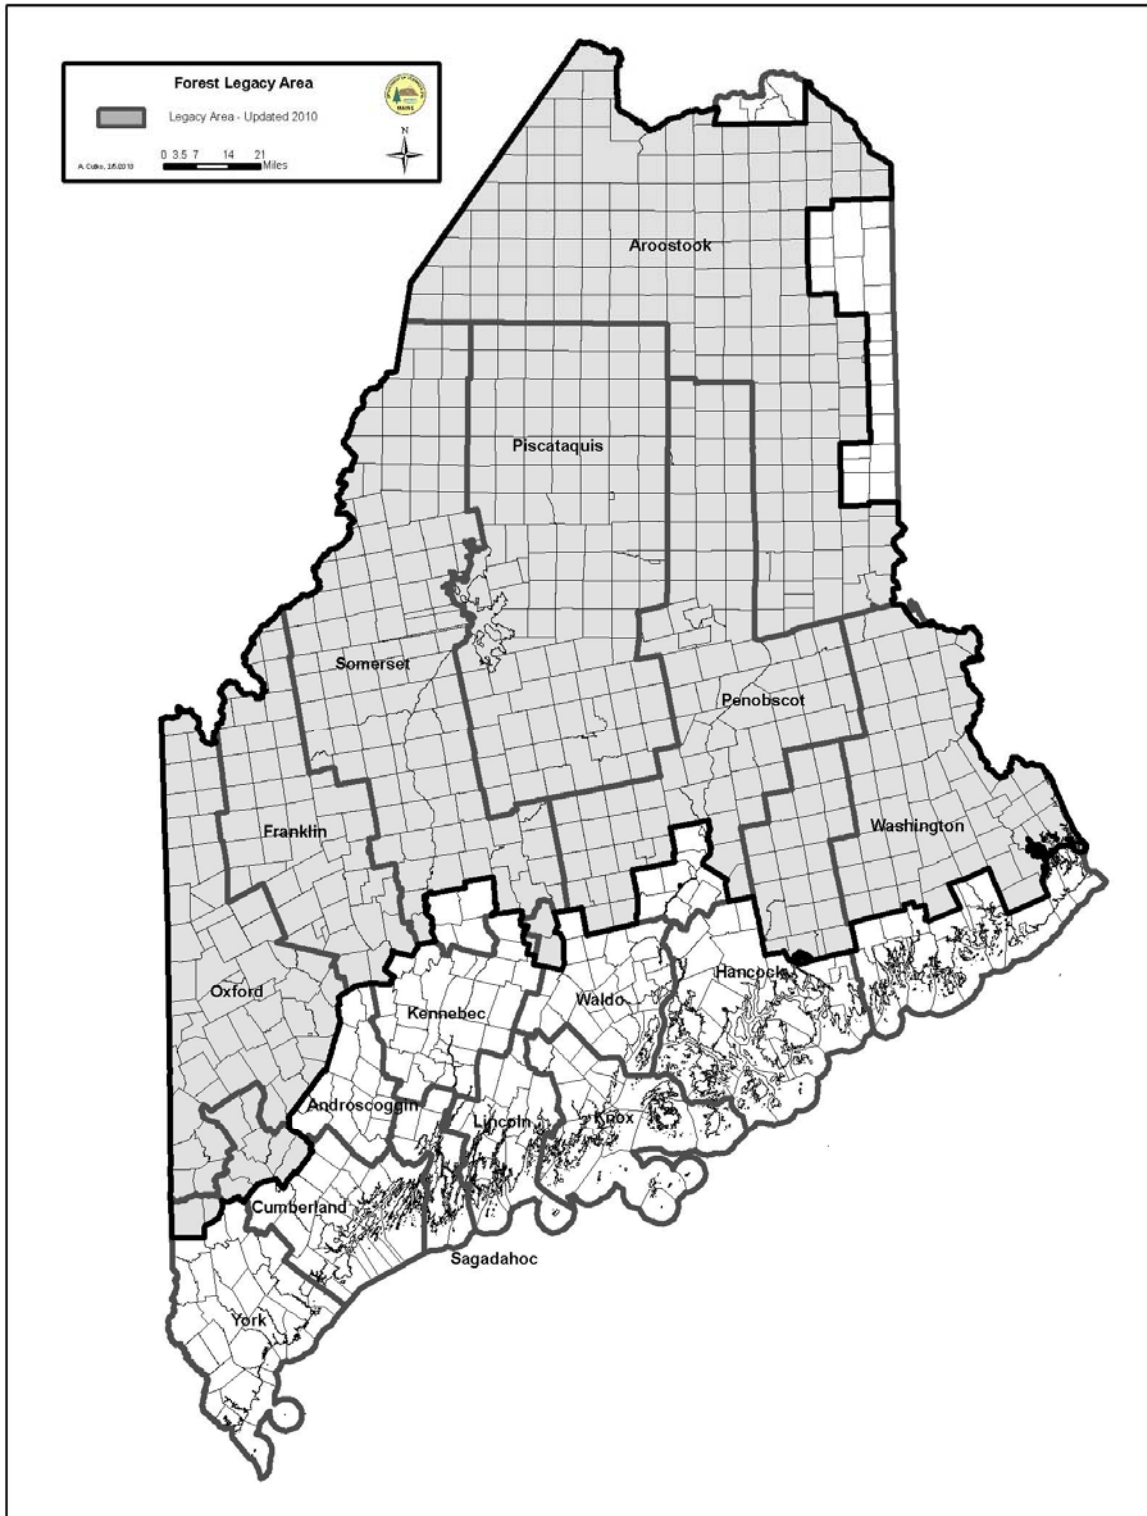 Forest Legacy Area
Legacy Area - Updated 2010
MAINE
N
0 3.5 7 14 21
Miles
Aroostook
Piscataquis
Somerset
Penobscot
Franklin
Washington
Oxford
Hancock
Waldo
Kennebec
Androscoggin
Lincoln
Knox
Cumberland
Sagadahoc
York